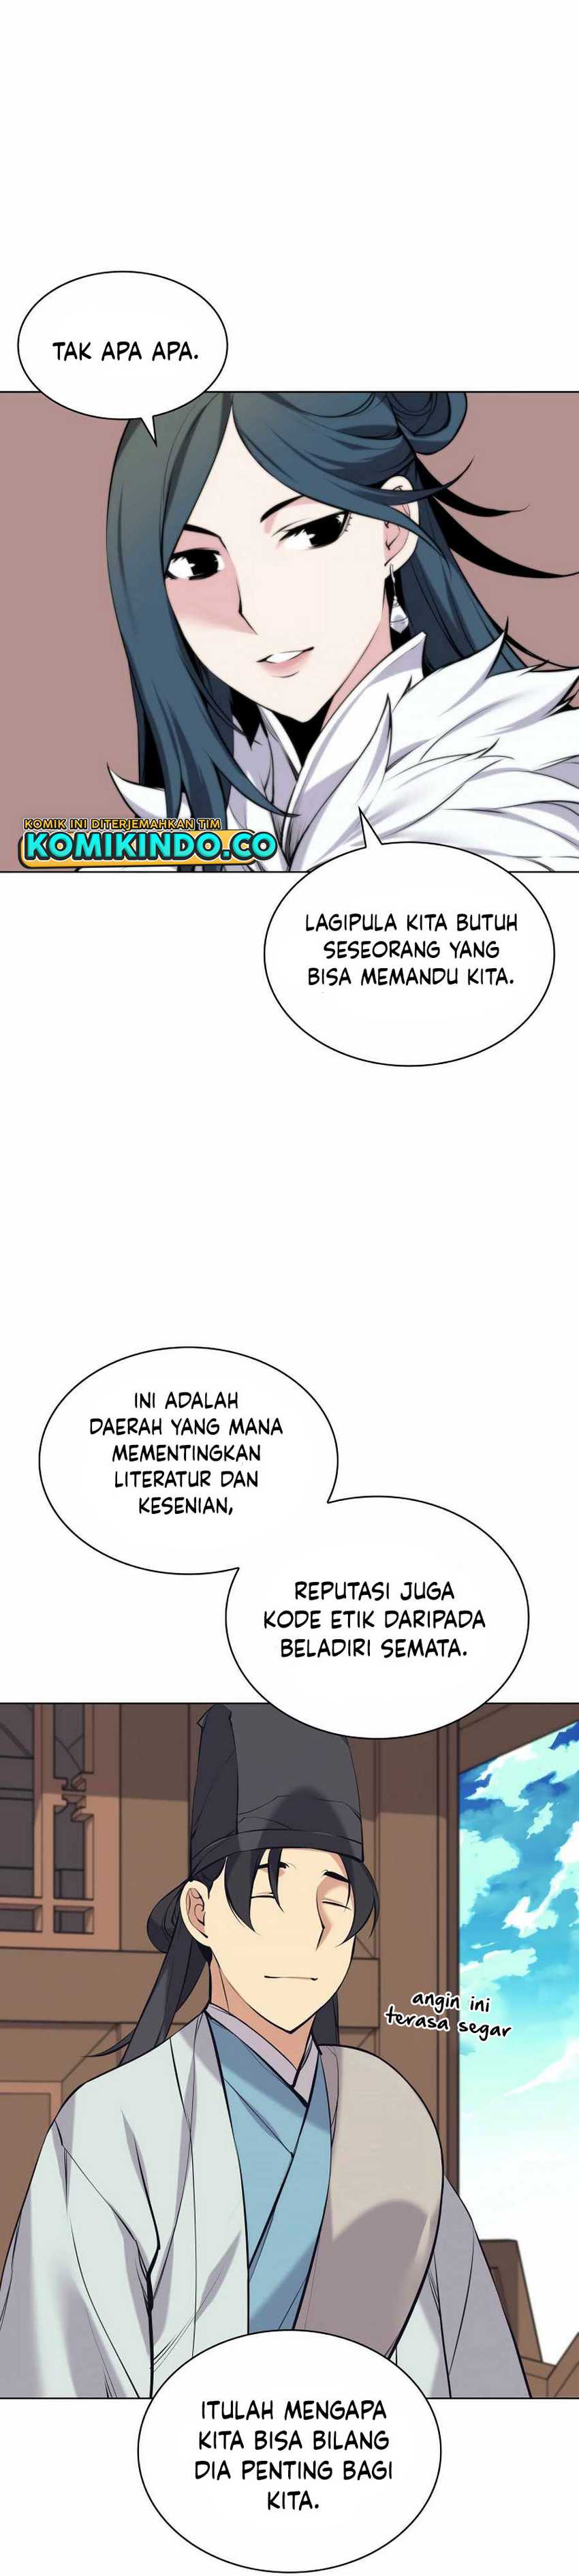 TAK APA APA.
KOMIK INI DITERJEMAHKAN TIM
KOMIKINDO.CO
LAGIPULA KITA BUTUH
SESEORANG YANG
BISA MEMANDU KITA.
INI ADALAH
DAERAH YANG MANA
MEMENTINGKAN
LITERATUR DAN
KESENIAN,
REPUTASI JUGA
KODE ETIK DARIPADA
BELADIRI SEMATA.
angin ini
terasa segar
ITULAH MENGAPA
KITA BISA BILANG
DIA PENTING BAGI
KITA.